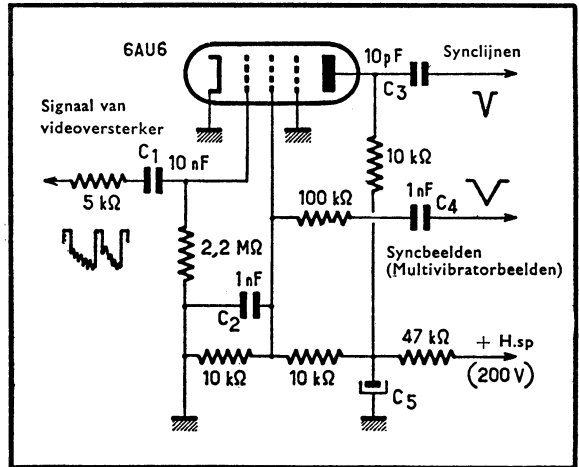 6AU6
10pF
Synclijnen
C3
Signaal van
videoversterker
C1
10 nF
10 kΩ
5 kΩ
100 kΩ
1nF
C4
2,2 MΩ
Syncbeelden
(Multivibratorbeelden)
1nF
C2
47 kΩ
+ H.sp
(200V)
10 kΩ
10 kΩ
C5